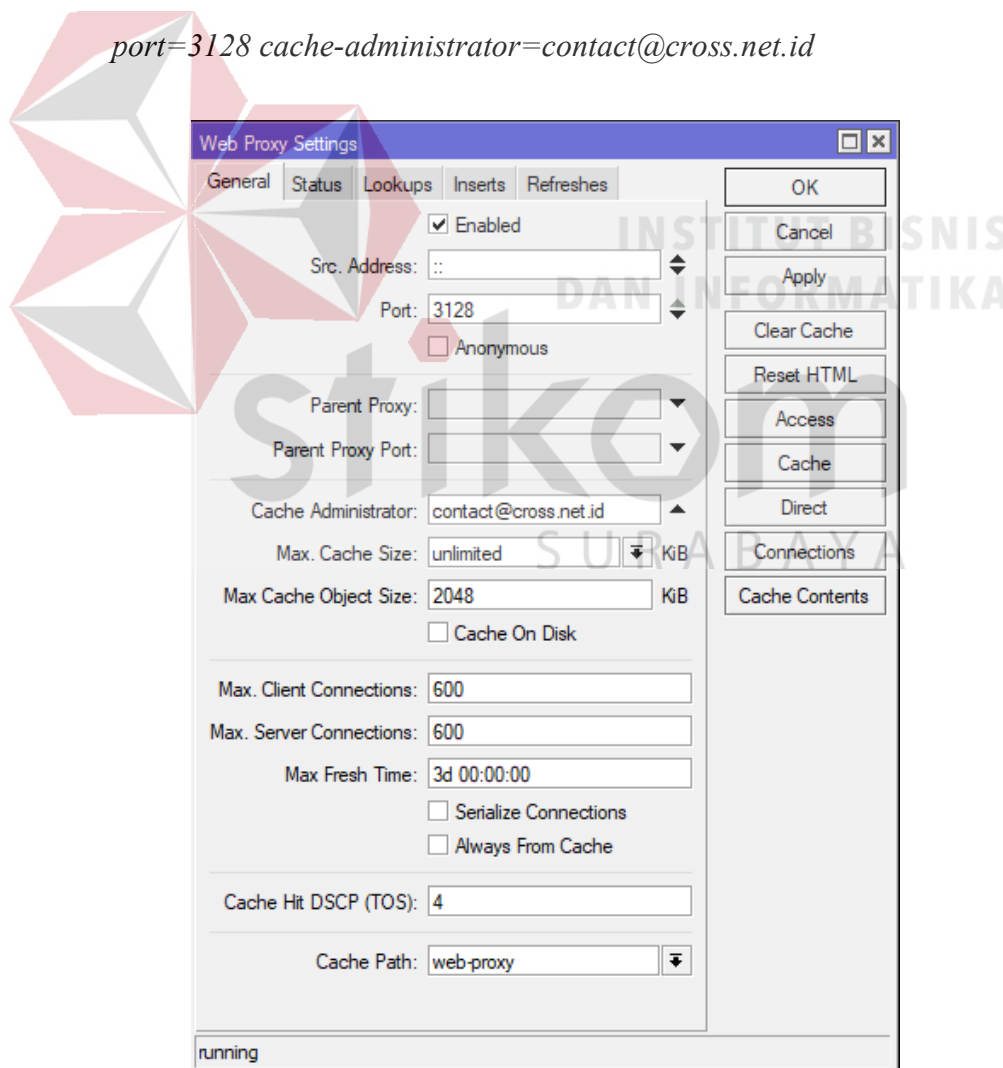 port=3128 cache-administrator=contact@cross.net.id
Web Proxy Settings
General Status Lookups Inserts Refreshes
Enabled
Src. Address: ::
Port: 3128
Anonymous
Parent Proxy:
Parent Proxy Port:
Cache Administrator: contact@cross.net.id
Max. Cache Size: unlimited KiB
Max Cache Object Size: 2048 KiB
Cache On Disk
Max. Client Connections: 600
Max. Server Connections: 600
Max Fresh Time: 3d 00:00:00
Serialize Connections
Always From Cache
Cache Hit DSCP (TOS): 4
Cache Path: web-proxy
running
OK
Cancel
Apply
Clear Cache
Reset HTML
Access
Cache
Direct
Connections
Cache Contents
INSTITUT BISNIS
DAN INFORMATIKA
stikom
SURABAYA